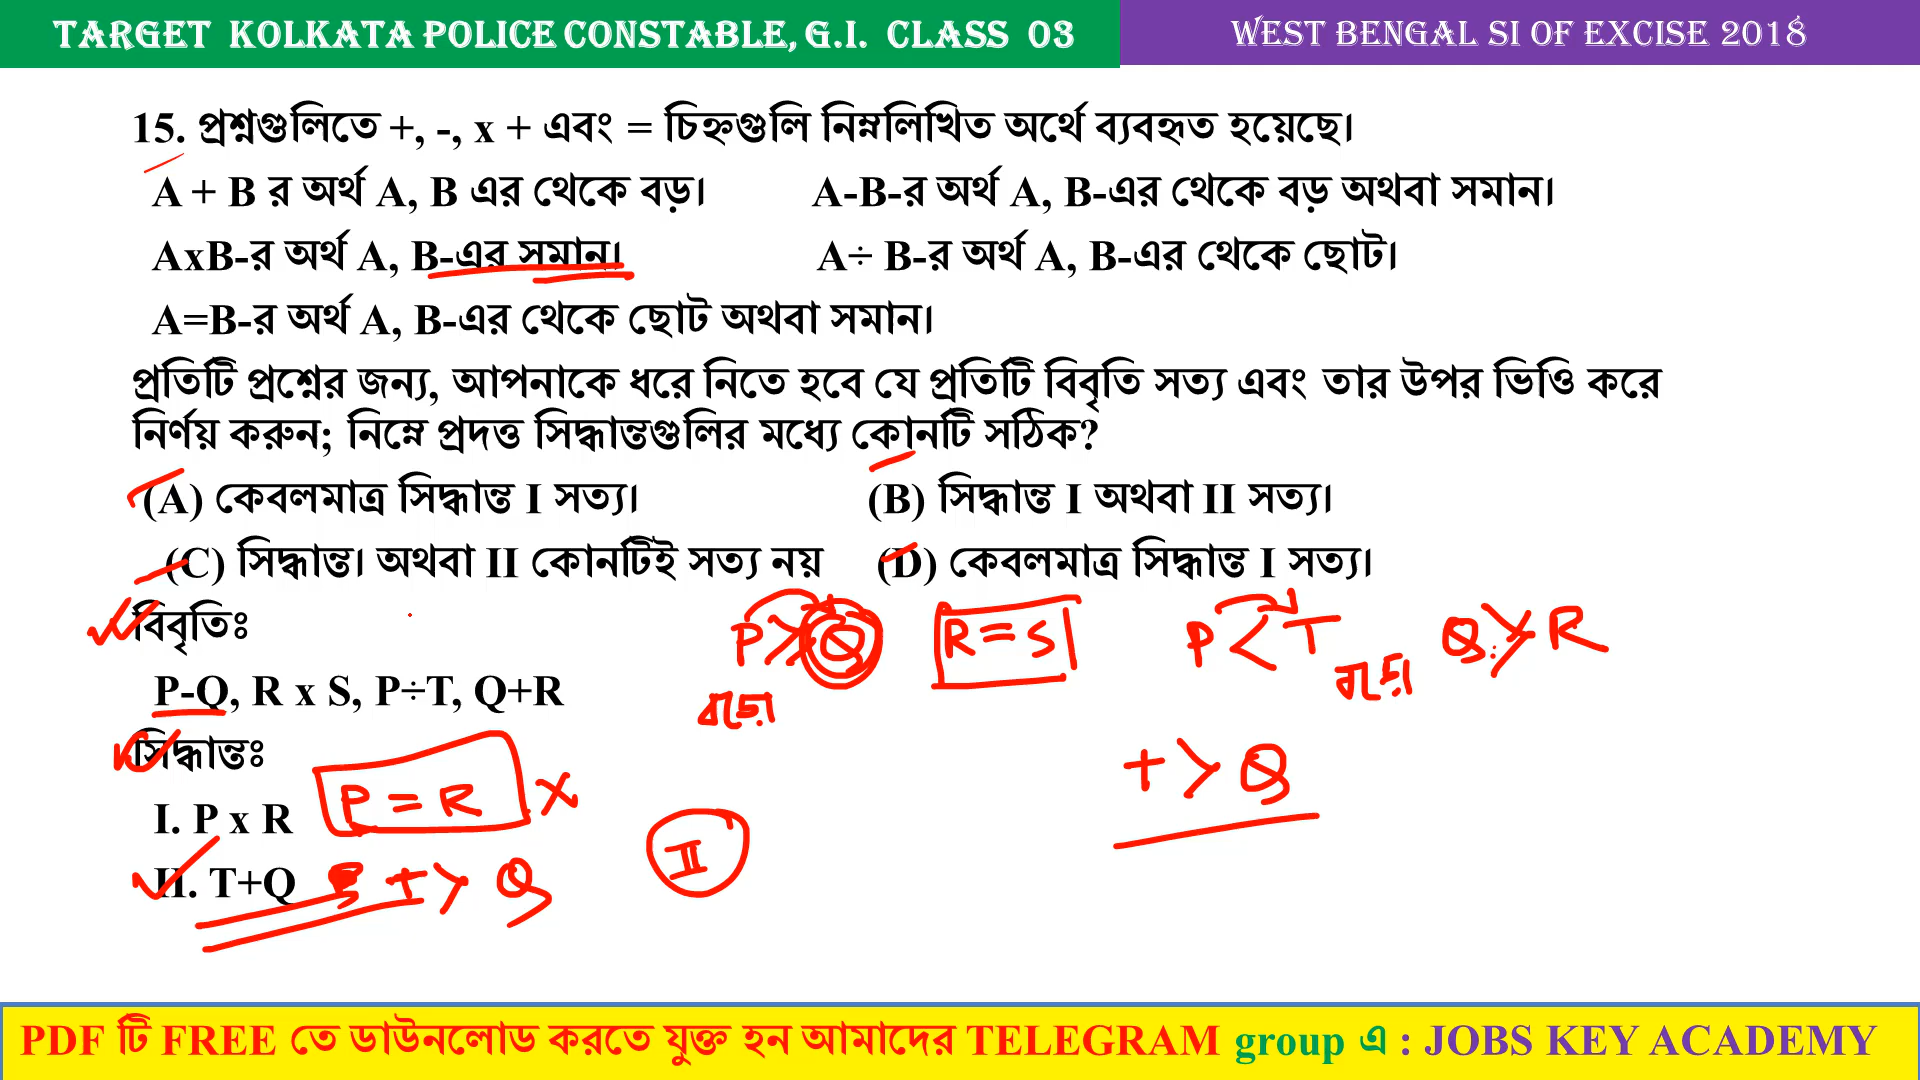 TARGET KOLKATA POLICE CONSTABLE, G.I. CLASS 03
WEST BENGAL SI OF EXCISE 2018
15. প্রশ্নগুলিতে +, -, x + এবং = চিহ্নগুলি নিম্নলিখিত অর্থে ব্যবহৃত হয়েছে।
A + B র অর্থ A, B এর থেকে বড়। A-B-র অর্থ A, B-এর থেকে বড় অথবা সমান।
AxB-র অর্থ A, B-এর সমান। A÷ B-র অর্থ A, B-এর থেকে ছোট।
A=B-র অর্থ A, B-এর থেকে ছোট অথবা সমান।
প্রতিটি প্রশ্নের জন্য, আপনাকে ধরে নিতে হবে যে প্রতিটি বিবৃতি সত্য এবং তার উপর ভিত্তি করে
নির্ণয় করুন; নিম্নে প্রদত্ত সিদ্ধান্তগুলির মধ্যে কোনটি সঠিক?
(A) কেবলমাত্র সিদ্ধান্ত I সত্য। (B) সিদ্ধান্ত I অথবা II সত্য।
(C) সিদ্ধান্ত। অথবা II কোনটিই সত্য নয় (D) কেবলমাত্র সিদ্ধান্ত I সত্য।
বিবৃতিঃ P > Q R = S P < T Q > R
বড়ো
P-Q, R x S, P÷T, Q+R
সিদ্ধান্তঃ + > Q
I. P x R P = R x
II. T+Q + > Q II
PDF টি FREE তে ডাউনলোড করতে যুক্ত হন আমাদের TELEGRAM group এ : JOBS KEY ACADEMY